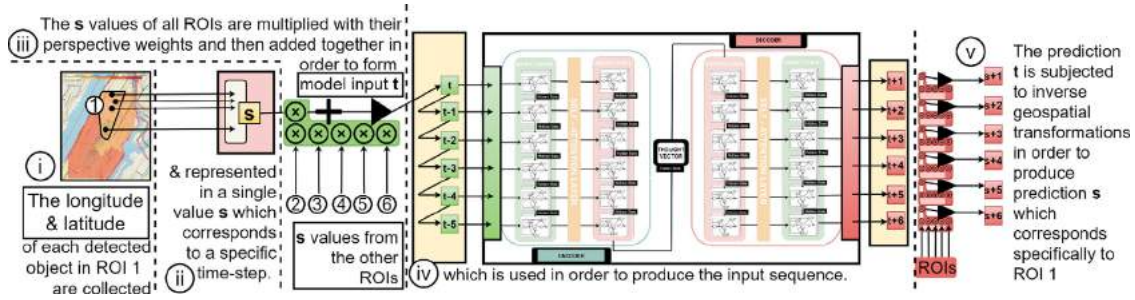 The s values of all ROIs are multiplied with their
iii
perspective weights and then added together in
order to form
model input t
1
i
The longitude
& latitude
of each detected
object in ROI 1
are collected
s
& represented
in a single
value s which
corresponds
to a specific
time-step.
ii
2 3 4 5 6
s values from
the other
ROIs
t
t-1
t-2
t-3
t-4
t-5
iv
which is used in order to produce the input sequence.
DECODER
THOUGHT
VECTOR
t+1
t+2
t+3
t+4
t+5
t+6
s+1
s+2
s+3
s+4
s+5
s+6
ROIs
v
The prediction
t is subjected
to inverse
geospatial
transformations
in order to
produce
prediction s
which
corresponds
specifically to
ROI 1